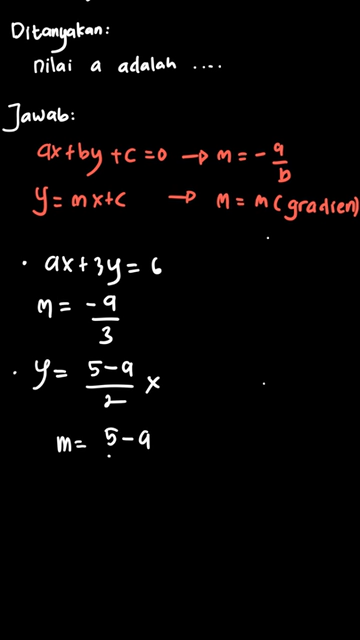 Ditanyakan:
nilai a adalah ....
Jawab:
ax+by+c=0 → m = - a/b
y = mx+c → m = m (gradien)
• ax+3y=6
m = -a/3
• y = 5-a/2 x
m = 5-a